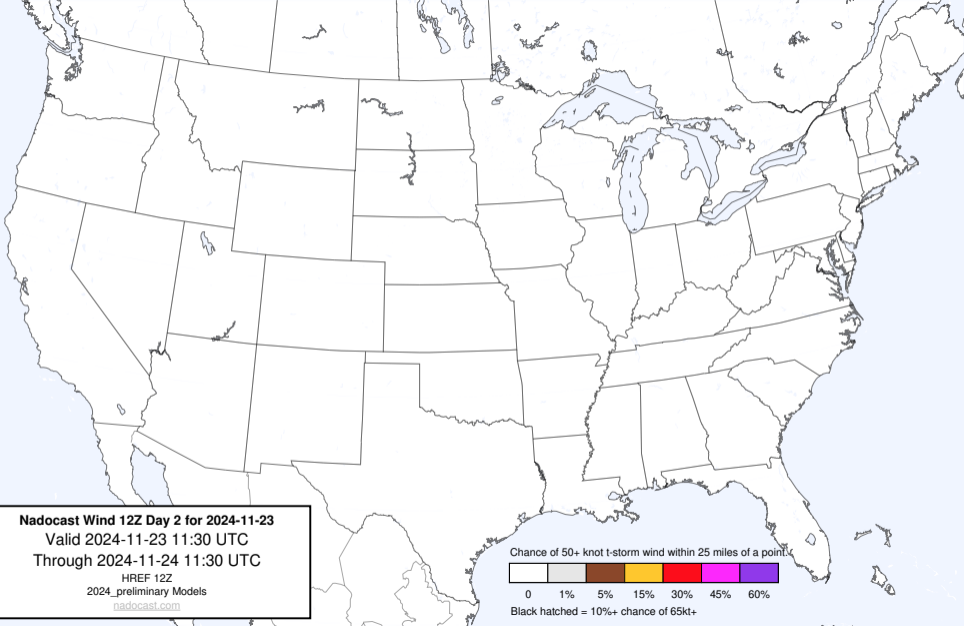 Nadocast Wind 12Z Day 2 for 2024-11-23
Valid 2024-11-23 11:30 UTC
Through 2024-11-24 11:30 UTC
HREF 12Z
2024_preliminary Models
nadocast.com
Chance of 50+ knot t-storm wind within 25 miles of a point.
0 1% 5% 15% 30% 45% 60%
Black hatched = 10%+ chance of 65kt+